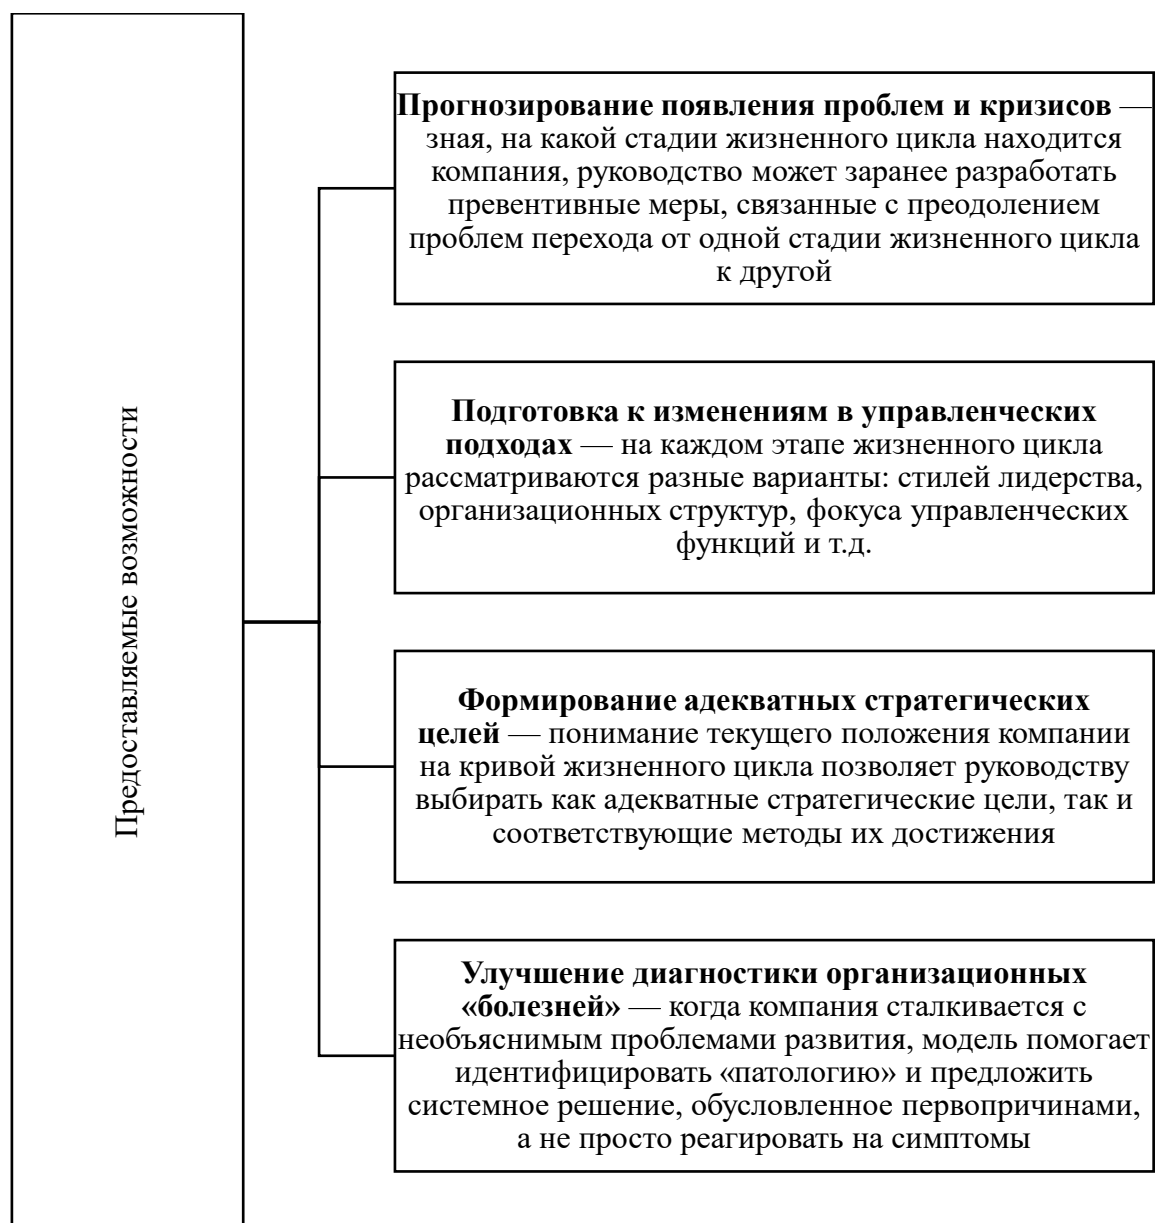 Предоставляемые возможности
Прогнозирование появления проблем и кризисов —
зная, на какой стадии жизненного цикла находится
компания, руководство может заранее разработать
превентивные меры, связанные с преодолением
проблем перехода от одной стадии жизненного цикла
к другой
Подготовка к изменениям в управленческих
подходах — на каждом этапе жизненного цикла
рассматриваются разные варианты: стилей лидерства,
организационных структур, фокуса управленческих
функций и т.д.
Формирование адекватных стратегических
целей — понимание текущего положения компании
на кривой жизненного цикла позволяет руководству
выбирать как адекватные стратегические цели, так и
соответствующие методы их достижения
Улучшение диагностики организационных
«болезней» — когда компания сталкивается с
необъяснимым проблемами развития, модель помогает
идентифицировать «патологию» и предложить
системное решение, обусловленное первопричинами,
а не просто реагировать на симптомы